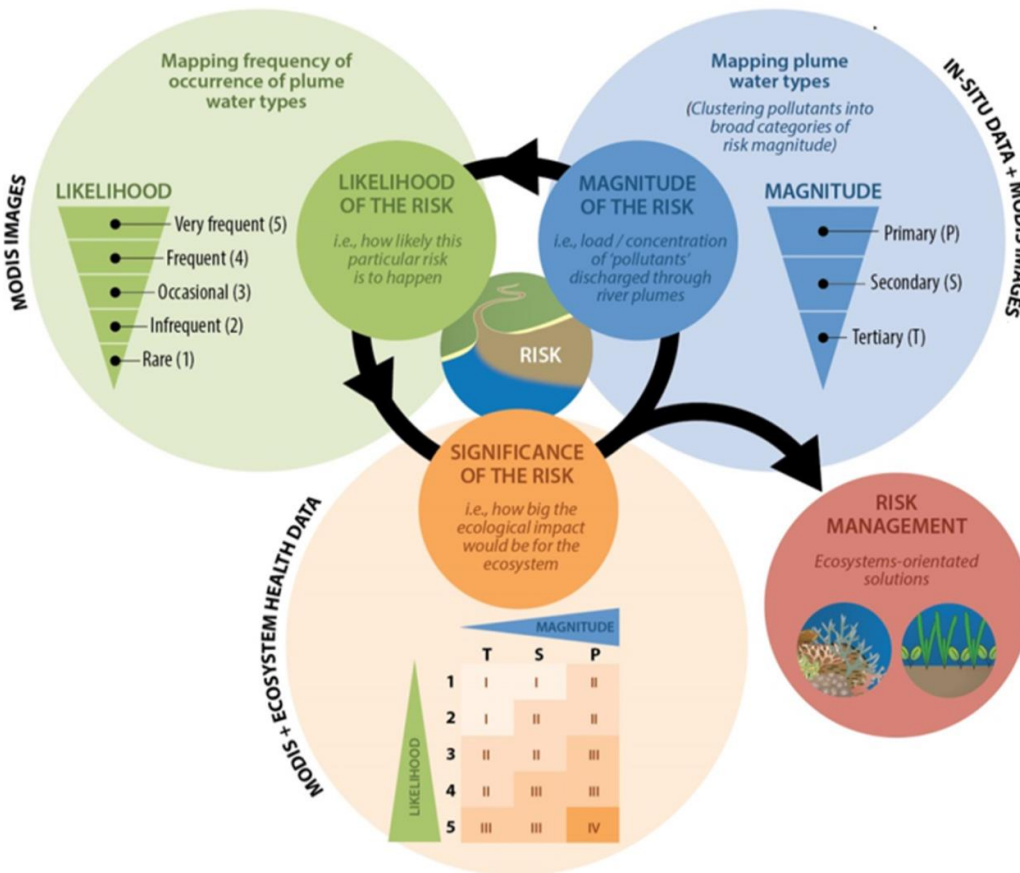 Mapping frequency of
occurrence of plume
water types
MODIS IMAGES
LIKELIHOOD
Very frequent (5)
Frequent (4)
Occasional (3)
Infrequent (2)
Rare (1)
LIKELIHOOD
OF THE RISK
i.e., how likely this
particular risk
is to happen
Mapping plume
water types
(Clustering pollutants into
broad categories of
risk magnitude)
IN-SITU DATA + MODIS IMAGES
MAGNITUDE
OF THE RISK
i.e., load / concentration
of 'pollutants'
discharged through
river plumes
MAGNITUDE
Primary (P)
Secondary (S)
Tertiary (T)
RISK
SIGNIFICANCE
OF THE RISK
i.e., how big the
ecological impact
would be for the
ecosystem
MODIS + ECOSYSTEM HEALTH DATA
MAGNITUDE
T S P
LIKELIHOOD
1 I I II
2 I II II
3 II II III
4 II III III
5 III III IV
RISK
MANAGEMENT
Ecosystems-orientated
solutions